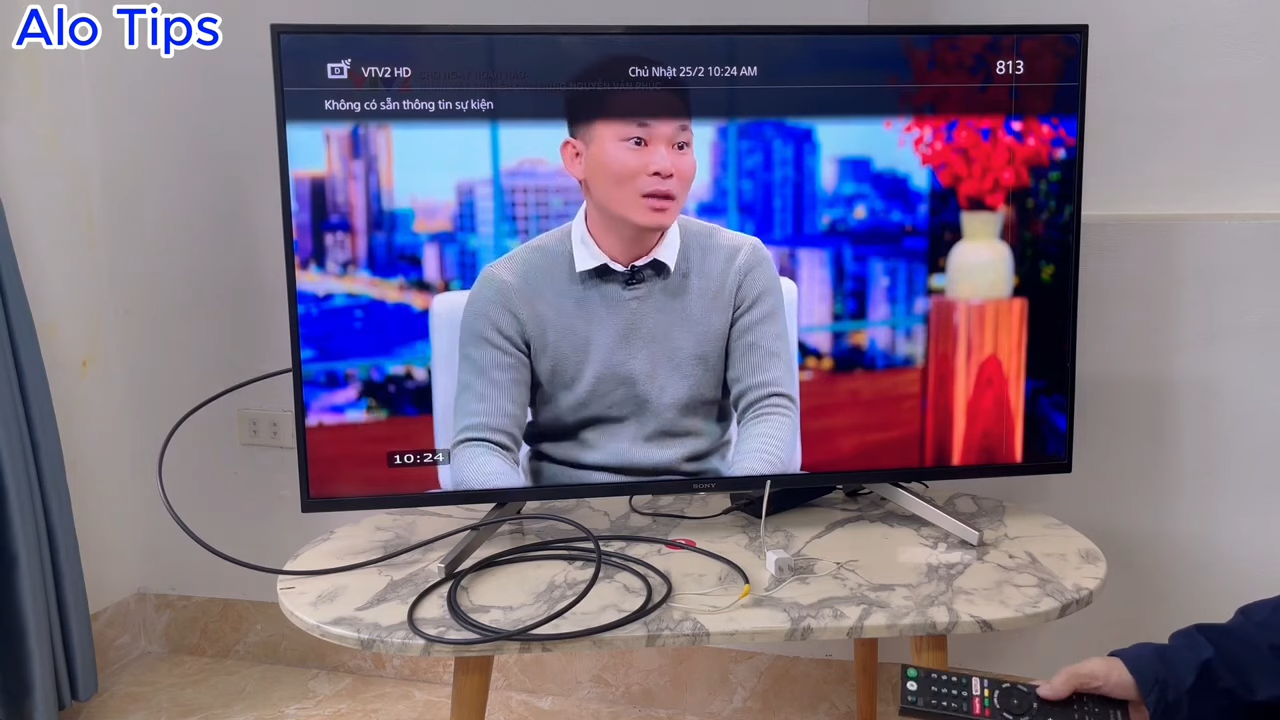 Alo Tips
VTV2 HD
Chủ Nhật 25/2 10:24 AM
813
Không có sẵn thông tin sự kiện
10:24
SONY